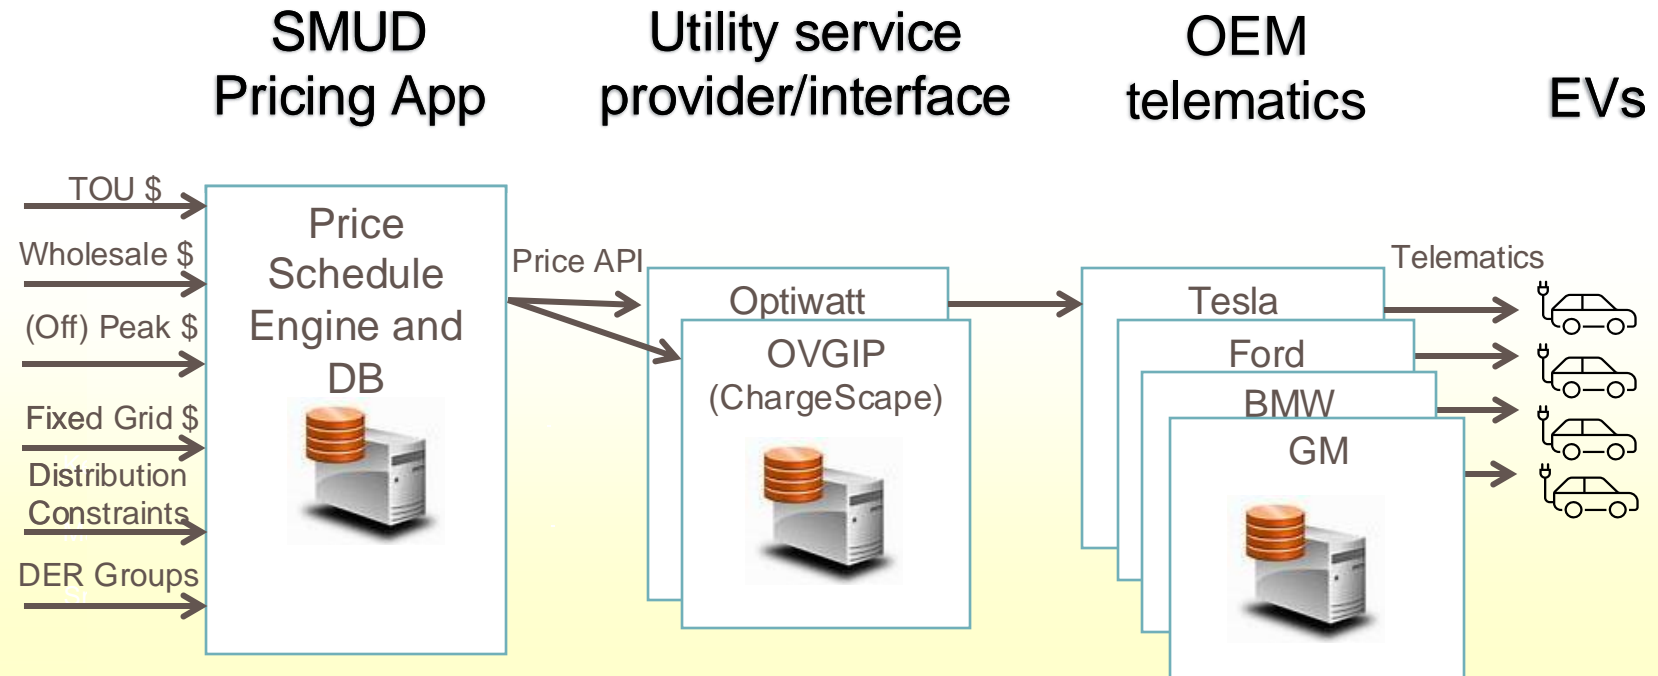 SMUD
Pricing App
Utility service
provider/interface
OEM
telematics
EVs
TOU $
Wholesale $
(Off) Peak $
Fixed Grid $
Distribution
Constraints
DER Groups
Price
Schedule
Engine and
DB
Price API
Optiwatt
OVGIP
(ChargeScape)
Tesla
Ford
BMW
GM
Telematics